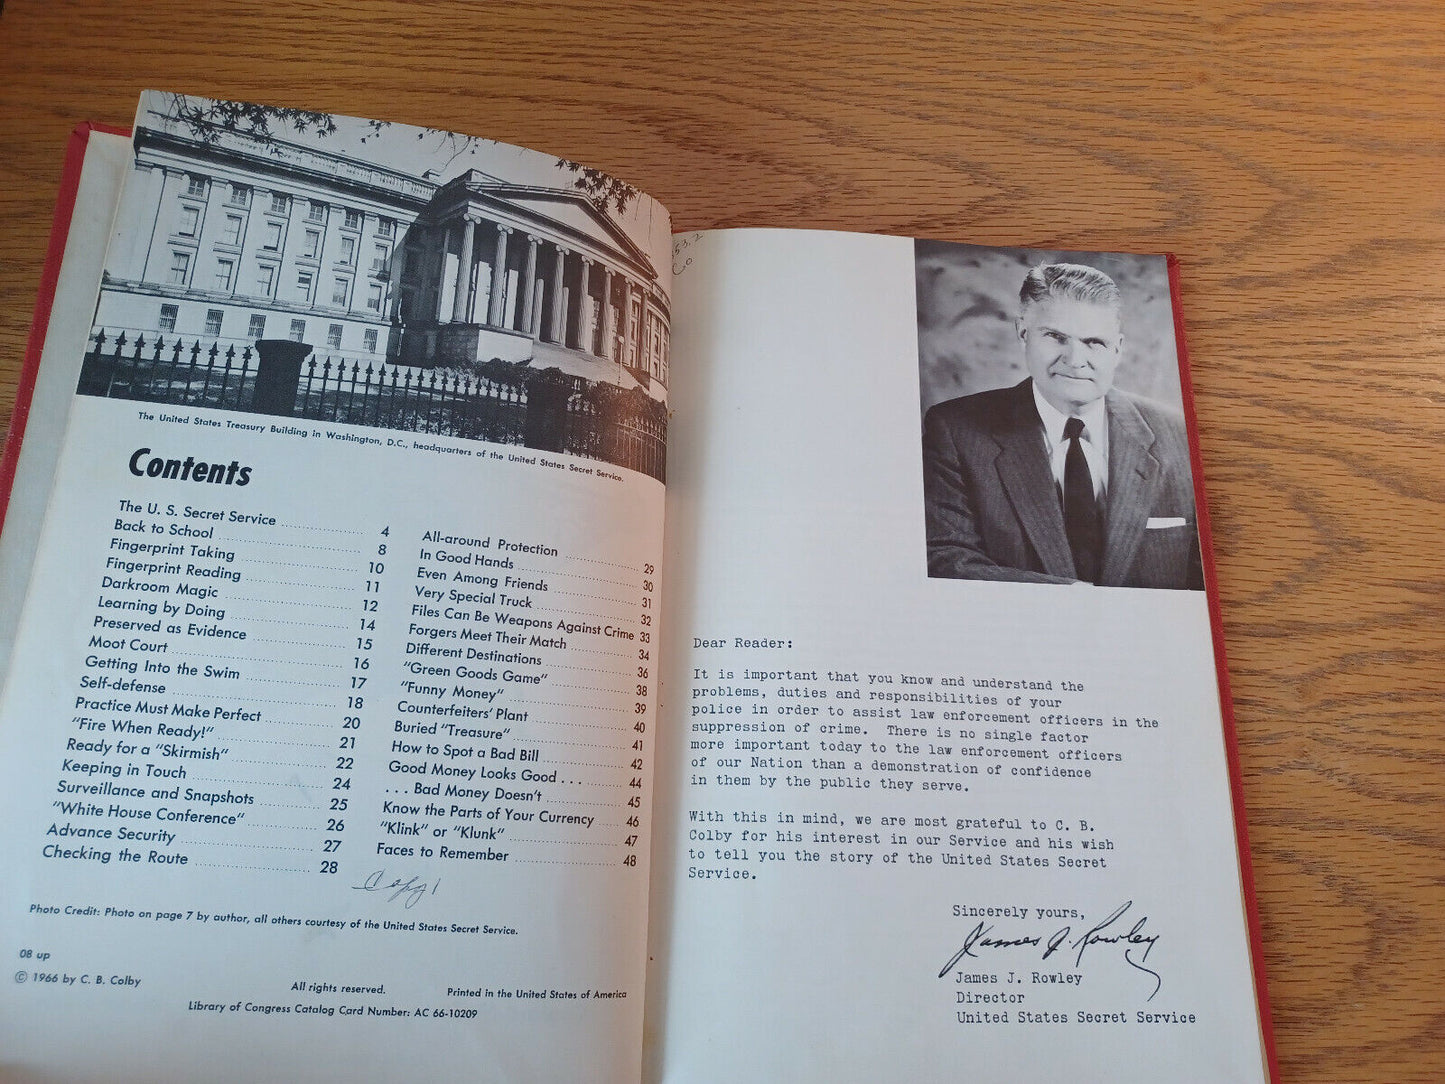 The United States Treasury Building in Washington, D.C., headquarters of the United States Secret Service.
Contents
The U. S. Secret Service 4
Back to School 8
Fingerprint Taking 10
Fingerprint Reading 11
Darkroom Magic 12
Learning by Doing 14
Preserved as Evidence 15
Moot Court 16
Getting Into the Swim 17
Self-defense 18
Practice Must Make Perfect 20
"Fire When Ready!" 21
Ready for a "Skirmish" 22
Keeping in Touch 24
Surveillance and Snapshots 25
"White House Conference" 26
Advance Security 27
Checking the Route 28
All-around Protection 29
In Good Hands 30
Even Among Friends 31
Very Special Truck 32
Files Can Be Weapons Against Crime 33
Forgers Meet Their Match 34
Different Destinations 36
"Green Goods Game" 38
"Funny Money" 39
Counterfeiters' Plant 40
Buried "Treasure" 41
How to Spot a Bad Bill 42
Good Money Looks Good . . . 44
. . . Bad Money Doesn't 45
Know the Parts of Your Currency 46
"Klink" or "Klunk" 47
Faces to Remember 48
Copy 1
Photo Credit: Photo on page 7 by author, all others courtesy of the United States Secret Service.
08 up
© 1966 by C. B. Colby
All rights reserved.
Printed in the United States of America
Library of Congress Catalog Card Number: AC 66-10209
53.2
Co
Dear Reader:
It is important that you know and understand the
problems, duties and responsibilities of your
police in order to assist law enforcement officers in the
suppression of crime. There is no single factor
more important today to the law enforcement officers
of our Nation than a demonstration of confidence
in them by the public they serve.
With this in mind, we are most grateful to C. B.
Colby for his interest in our Service and his wish
to tell you the story of the United States Secret
Service.
Sincerely yours,
James J. Rowley
James J. Rowley
Director
United States Secret Service